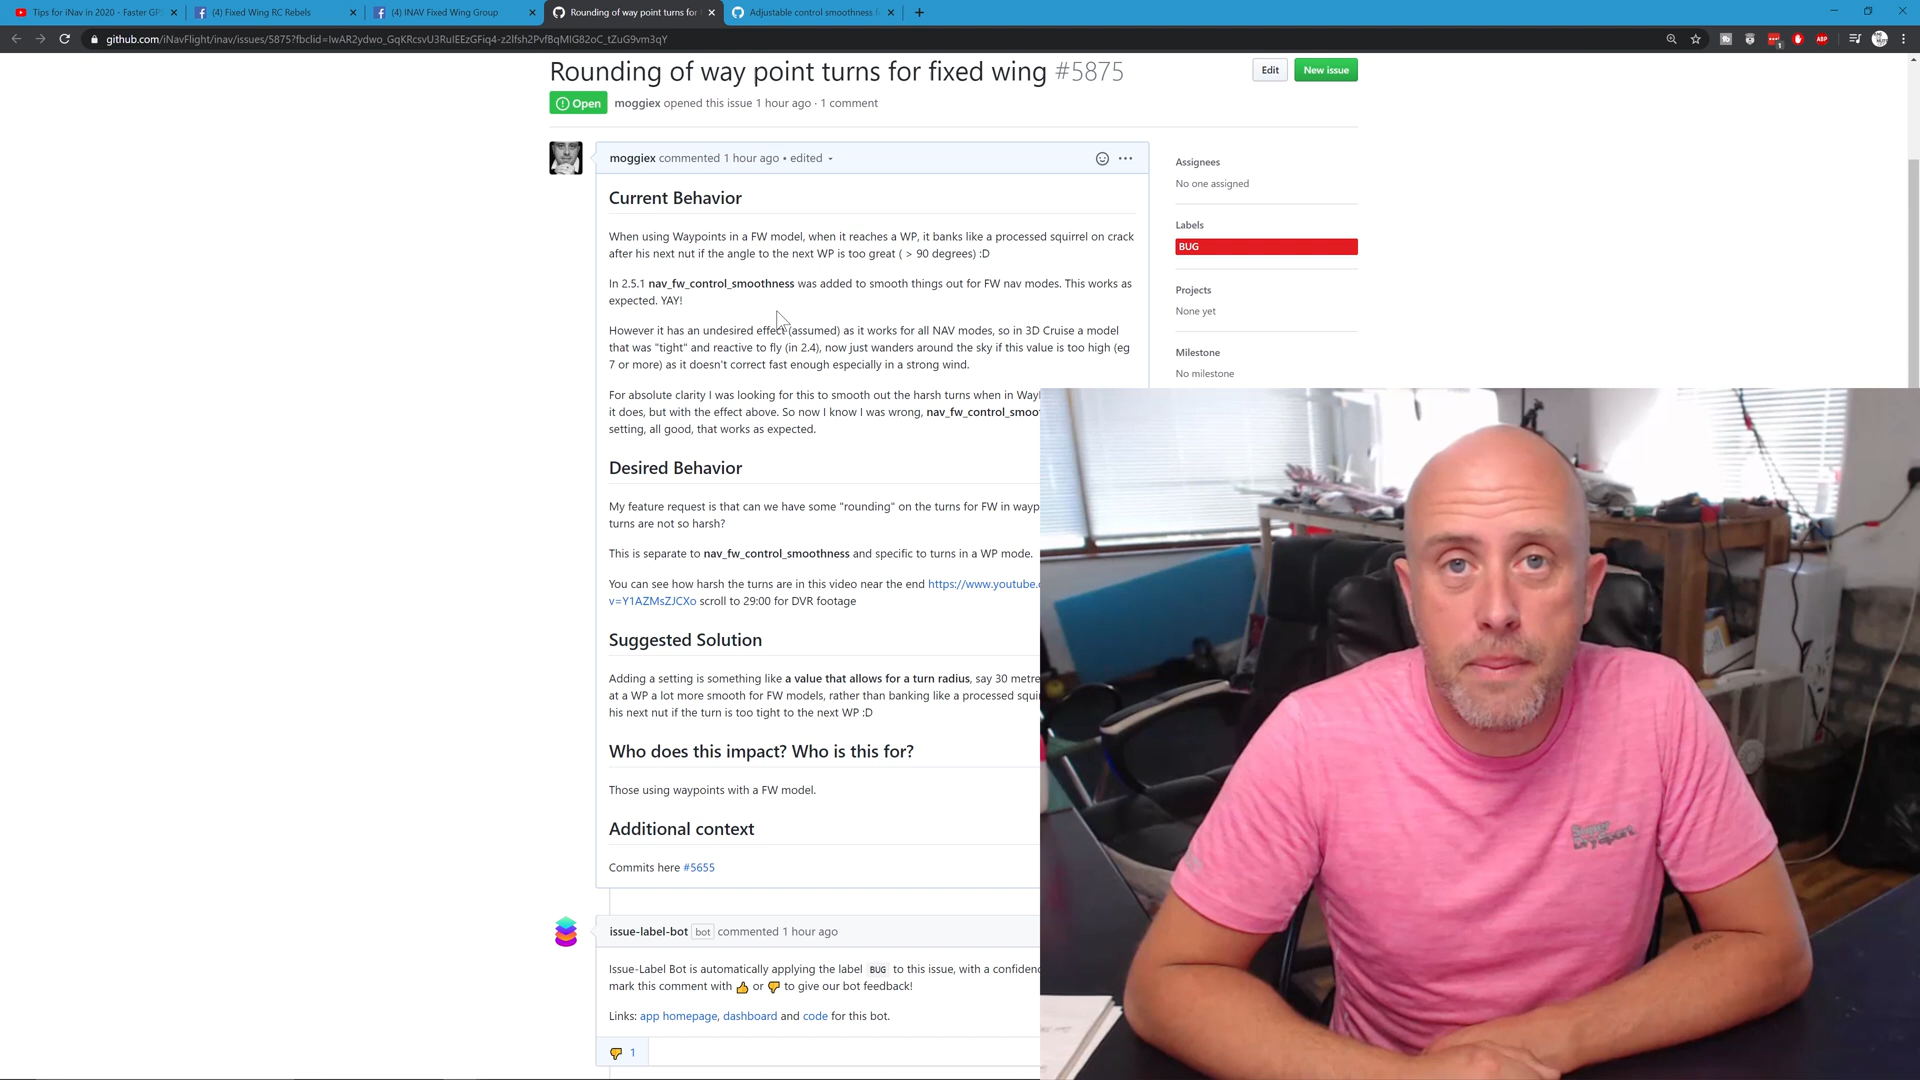 Tips for iNav in 2020 - Faster GP
(4) Fixed Wing RC Rebels
(4) INAV Fixed Wing Group
Rounding of way point turns for
Adjustable control smoothness f
github.com/iNavFlight/inav/issues/5875?fbclid=IwAR2ydwo_GqKRcsvU3RuIEEzGFiq4-z2lfsh2PvfBqMIG82oC_tZuG9vm3qY
Rounding of way point turns for fixed wing #5875
Edit
New issue
Open
moggiex opened this issue 1 hour ago · 1 comment
moggiex commented 1 hour ago • edited
Current Behavior
When using Waypoints in a FW model, when it reaches a WP, it banks like a processed squirrel on crack
after his next nut if the angle to the next WP is too great ( > 90 degrees) :D
In 2.5.1 nav_fw_control_smoothness was added to smooth things out for FW nav modes. This works as
expected. YAY!
However it has an undesired effect (assumed) as it works for all NAV modes, so in 3D Cruise a model
that was "tight" and reactive to fly (in 2.4), now just wanders around the sky if this value is too high (eg
7 or more) as it doesn't correct fast enough especially in a strong wind.
For absolute clarity I was looking for this to smooth out the harsh turns when in Way
it does, but with the effect above. So now I know I was wrong, nav_fw_control_smoo
setting, all good, that works as expected.
Desired Behavior
My feature request is that can we have some "rounding" on the turns for FW in wayp
turns are not so harsh?
This is separate to nav_fw_control_smoothness and specific to turns in a WP mode.
You can see how harsh the turns are in this video near the end https://www.youtube.
v=Y1AZMsZJCXo scroll to 29:00 for DVR footage
Suggested Solution
Adding a setting is something like a value that allows for a turn radius, say 30 metre
at a WP a lot more smooth for FW models, rather than banking like a processed squi
his next nut if the turn is too tight to the next WP :D
Who does this impact? Who is this for?
Those using waypoints with a FW model.
Additional context
Commits here #5655
issue-label-bot bot commented 1 hour ago
Issue-Label Bot is automatically applying the label BUG to this issue, with a confidenc
mark this comment with 👍 or 👎 to give our bot feedback!
Links: app homepage, dashboard and code for this bot.
👎 1
Assignees
No one assigned
Labels
BUG
Projects
None yet
Milestone
No milestone